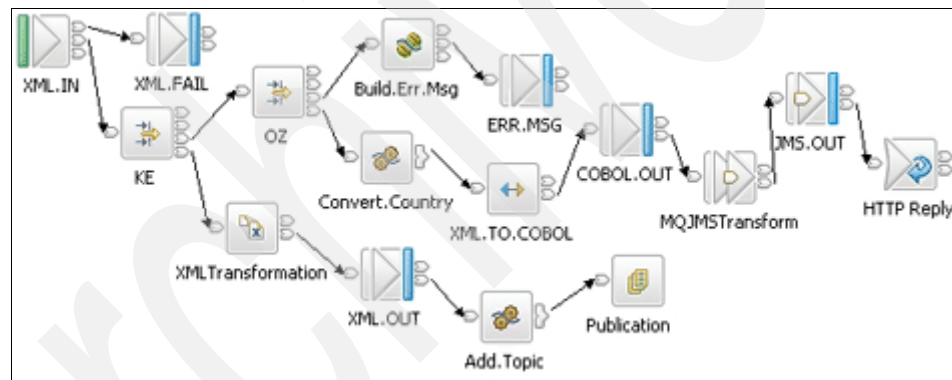 XML.IN
XML.FAIL
KE
OZ
Build.Err.Msg
ERR.MSG
Convert.Country
XML.TO.COBOL
COBOL.OUT
MQJMSTransform
JMS.OUT
HTTP Reply
XMLTransformation
XML.OUT
Add.Topic
Publication